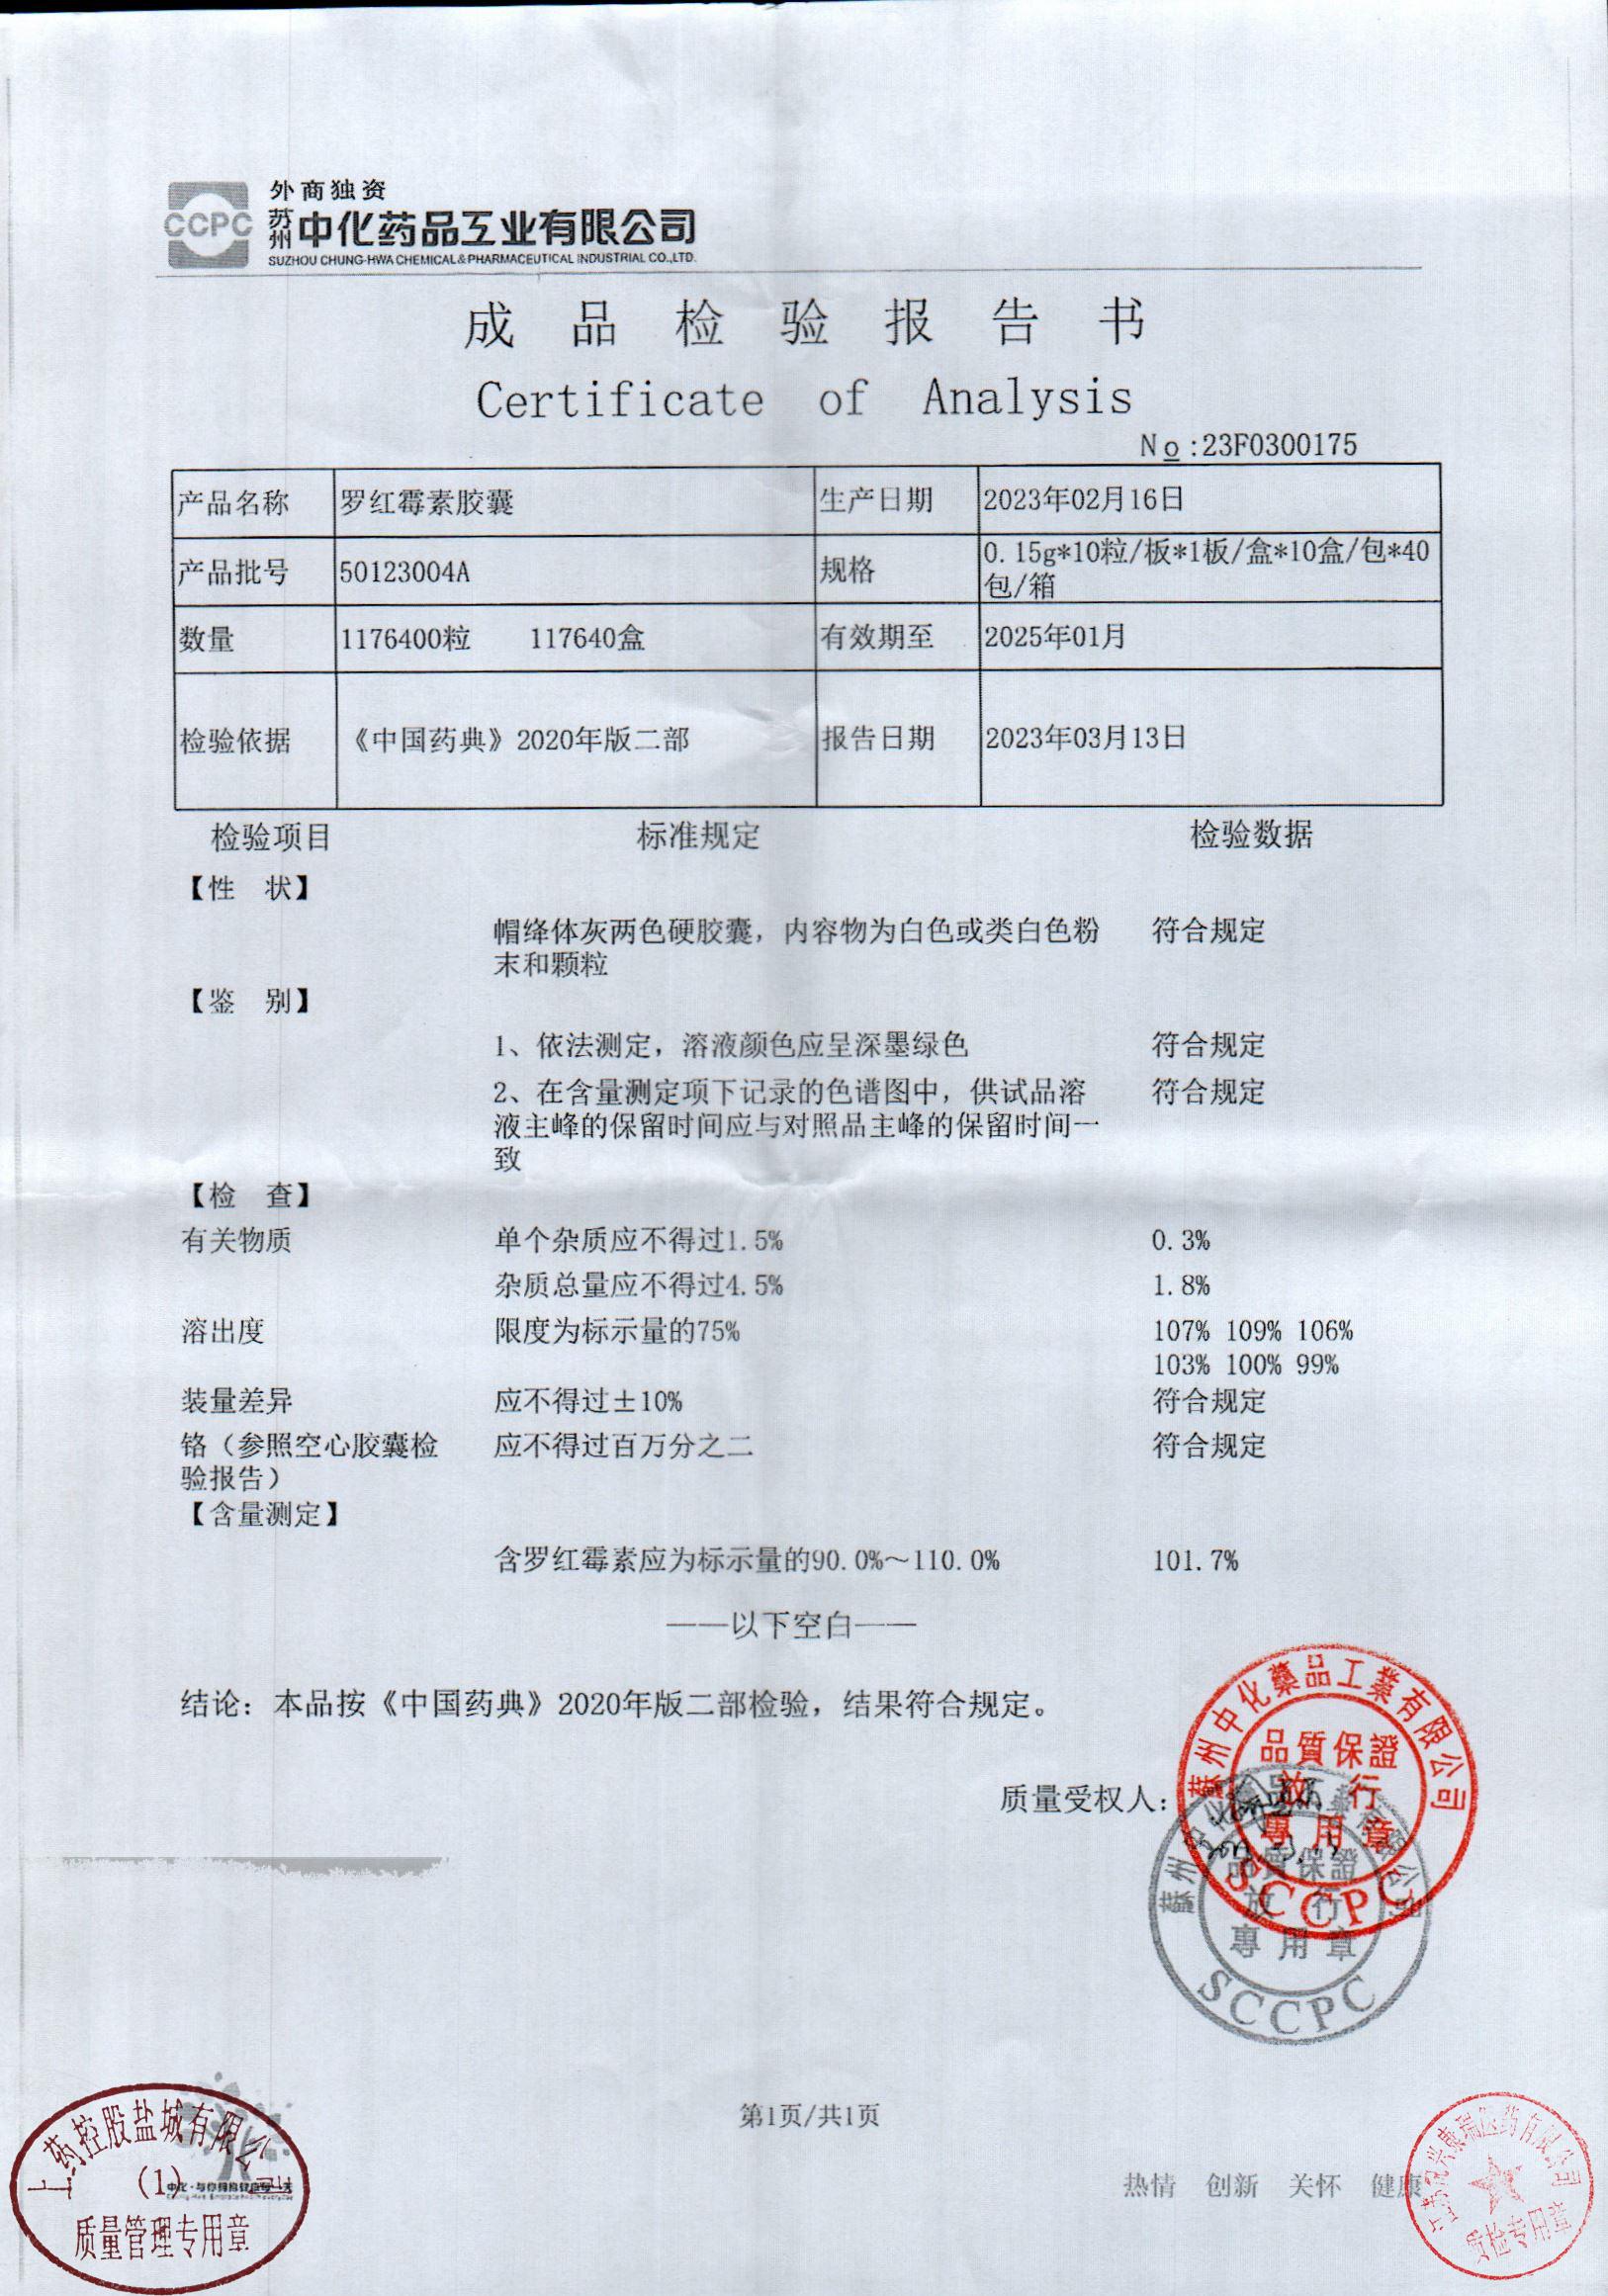 CCPC
外商独资
苏州中化药品工业有限公司
SUZHOU CHUNG-HWA CHEMICAL & PHARMACEUTICAL INDUSTRIAL CO.,LTD.
成品检验报告书
Certificate of Analysis
No:23F0300175
产品名称 罗红霉素胶囊 生产日期 2023年02月16日
产品批号 50123004A 规格 0.15g*10粒/板*1板/盒*10盒/包*40
包/箱
数量 1176400粒 117640盒 有效期至 2025年01月
检验依据 《中国药典》2020年版二部 报告日期 2023年03月13日
检验项目 标准规定 检验数据
【性 状】
帽绛体灰两色硬胶囊，内容物为白色或类白色粉 符合规定
末和颗粒
【鉴 别】
1、依法测定，溶液颜色应呈深墨绿色 符合规定
2、在含量测定项下记录的色谱图中，供试品溶 符合规定
液主峰的保留时间应与对照品主峰的保留时间一
致
【检 查】
有关物质 单个杂质应不得过1.5% 0.3%
杂质总量应不得过4.5% 1.8%
溶出度 限度为标示量的75% 107% 109% 106%
103% 100% 99%
装量差异 应不得过±10% 符合规定
铬（参照空心胶囊检 应不得过百万分之二 符合规定
验报告）
【含量测定】
含罗红霉素应为标示量的90.0%～110.0% 101.7%
——以下空白——
结论：本品按《中国药典》2020年版二部检验，结果符合规定。
质量受权人：
蘇州中化藥品工業有限公司
品質保證
放行
專用章
SCCPC
品質保證
放行
專用章
SCCPC
第1页/共1页
上药控股盐城有限公司
(1)
质量管理专用章
热情 创新 关怀 健康
质检专用章